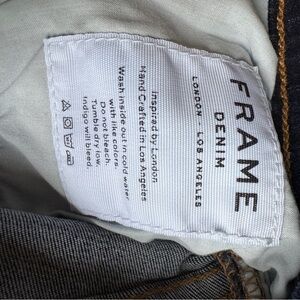 FRAME
DENIM
LONDON · LOS ANGELES
Inspired by London
Hand Crafted in Los Angeles
Wash inside out in cold water
with like colors.
Do not bleach.
Tumble dry low.
Indigo will bleed.